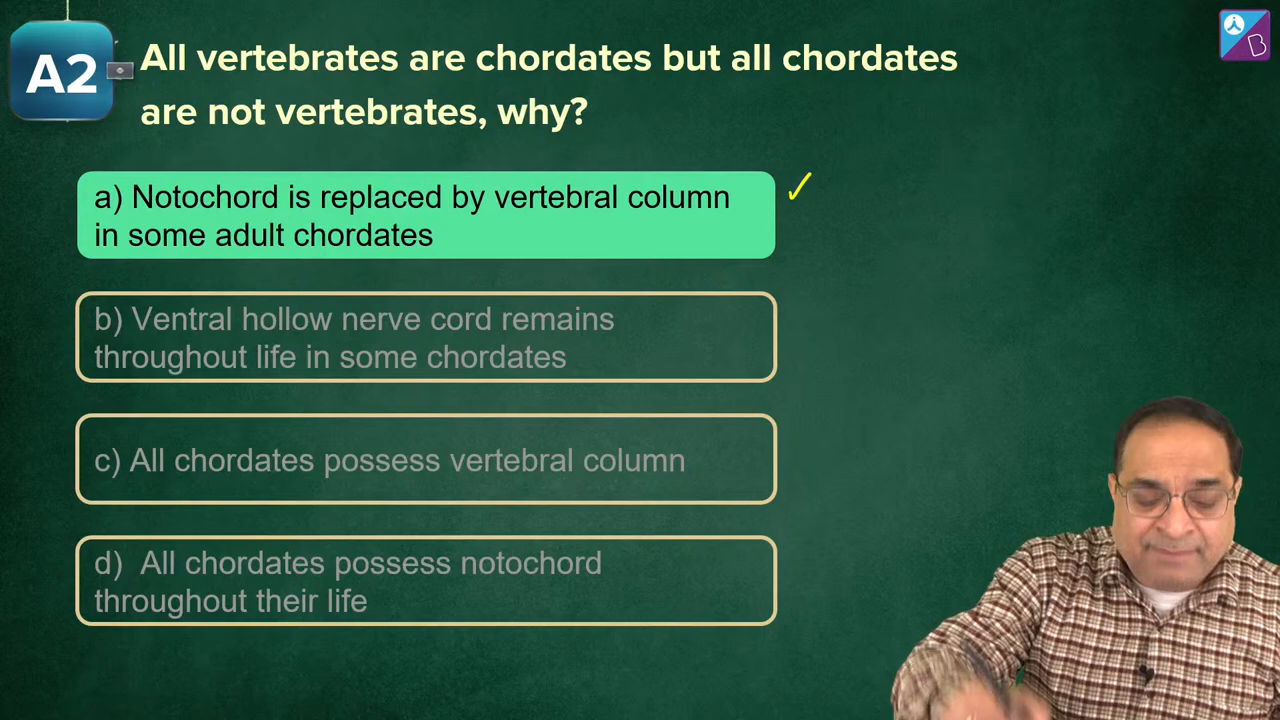 A2
All vertebrates are chordates but all chordates
are not vertebrates, why?
a) Notochord is replaced by vertebral column
in some adult chordates
b) Ventral hollow nerve cord remains
throughout life in some chordates
c) All chordates possess vertebral column
d) All chordates possess notochord
throughout their life
B